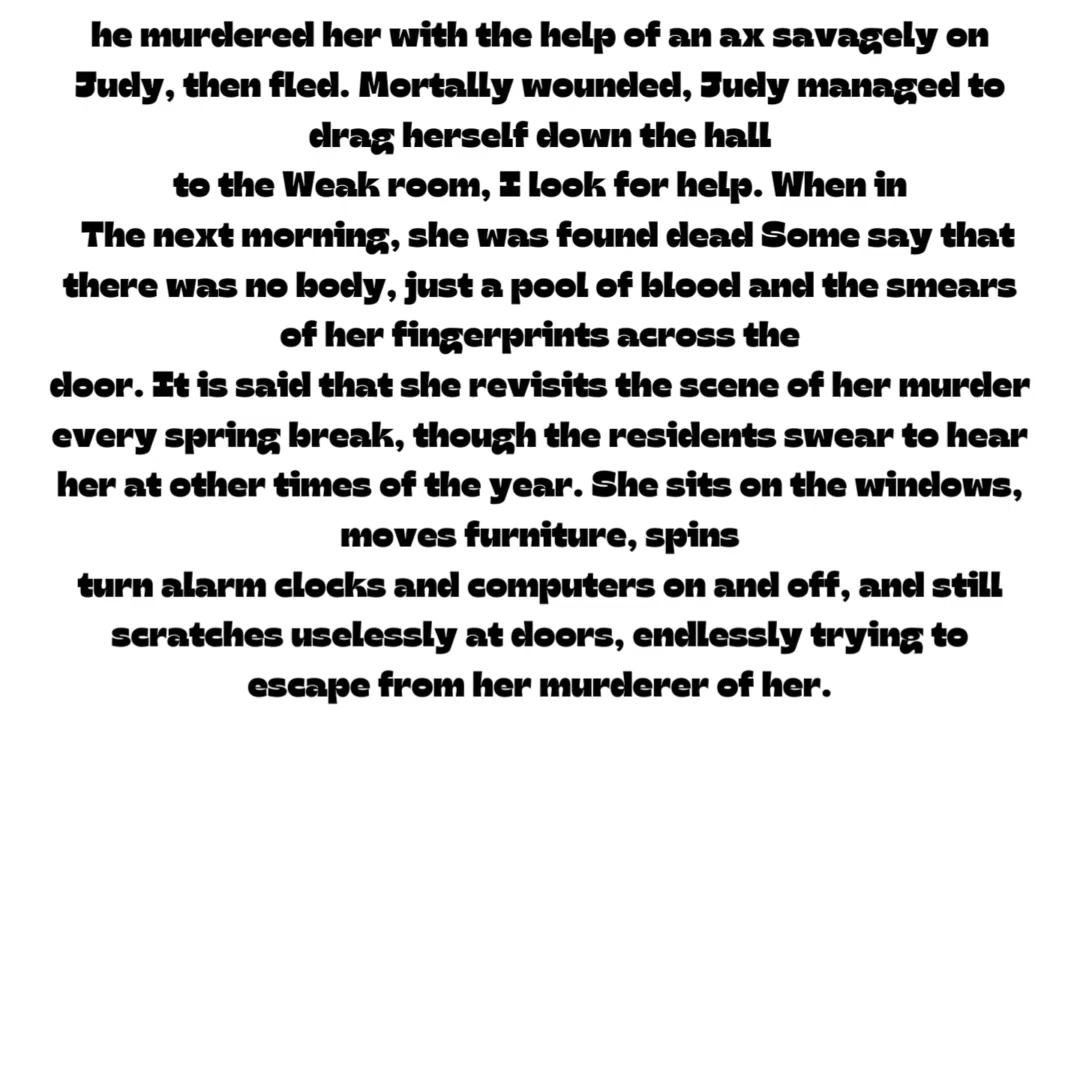 he murdered her with the help of an ax savagely on
Judy, then fled. Mortally wounded, Judy managed to
drag herself down the hall
to the Weak room, I look for help. When in
The next morning, she was found dead Some say that
there was no body, just a pool of blood and the smears
of her fingerprints across the
door. It is said that she revisits the scene of her murder
every spring break, though the residents swear to hear
her at other times of the year. She sits on the windows,
moves furniture, spins
turn alarm clocks and computers on and off, and still
scratches uselessly at doors, endlessly trying to
escape from her murderer of her.